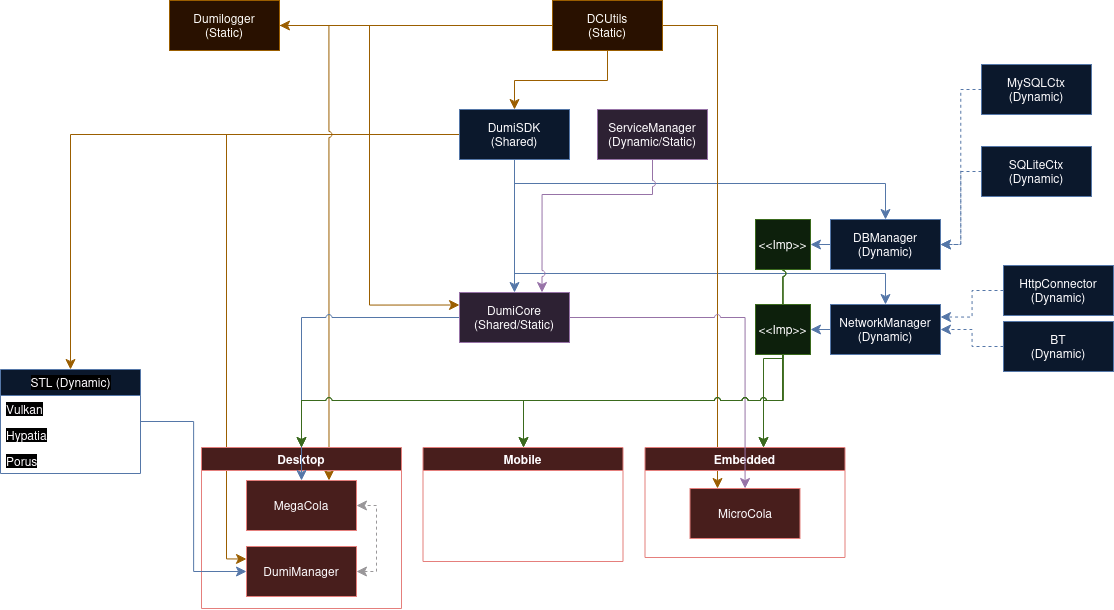 Dumilogger
(Static)
DCUtils
(Static)
MySQLCtx
(Dynamic)
DumiSDK
(Shared)
ServiceManager
(Dynamic/Static)
SQLiteCtx
(Dynamic)
<<Imp>>
DBManager
(Dynamic)
HttpConnector
(Dynamic)
DumiCore
(Shared/Static)
<<Imp>>
NetworkManager
(Dynamic)
BT
(Dynamic)
STL (Dynamic)
Vulkan
Hypatia
Porus
Desktop
Mobile
Embedded
MegaCola
MicroCola
DumiManager